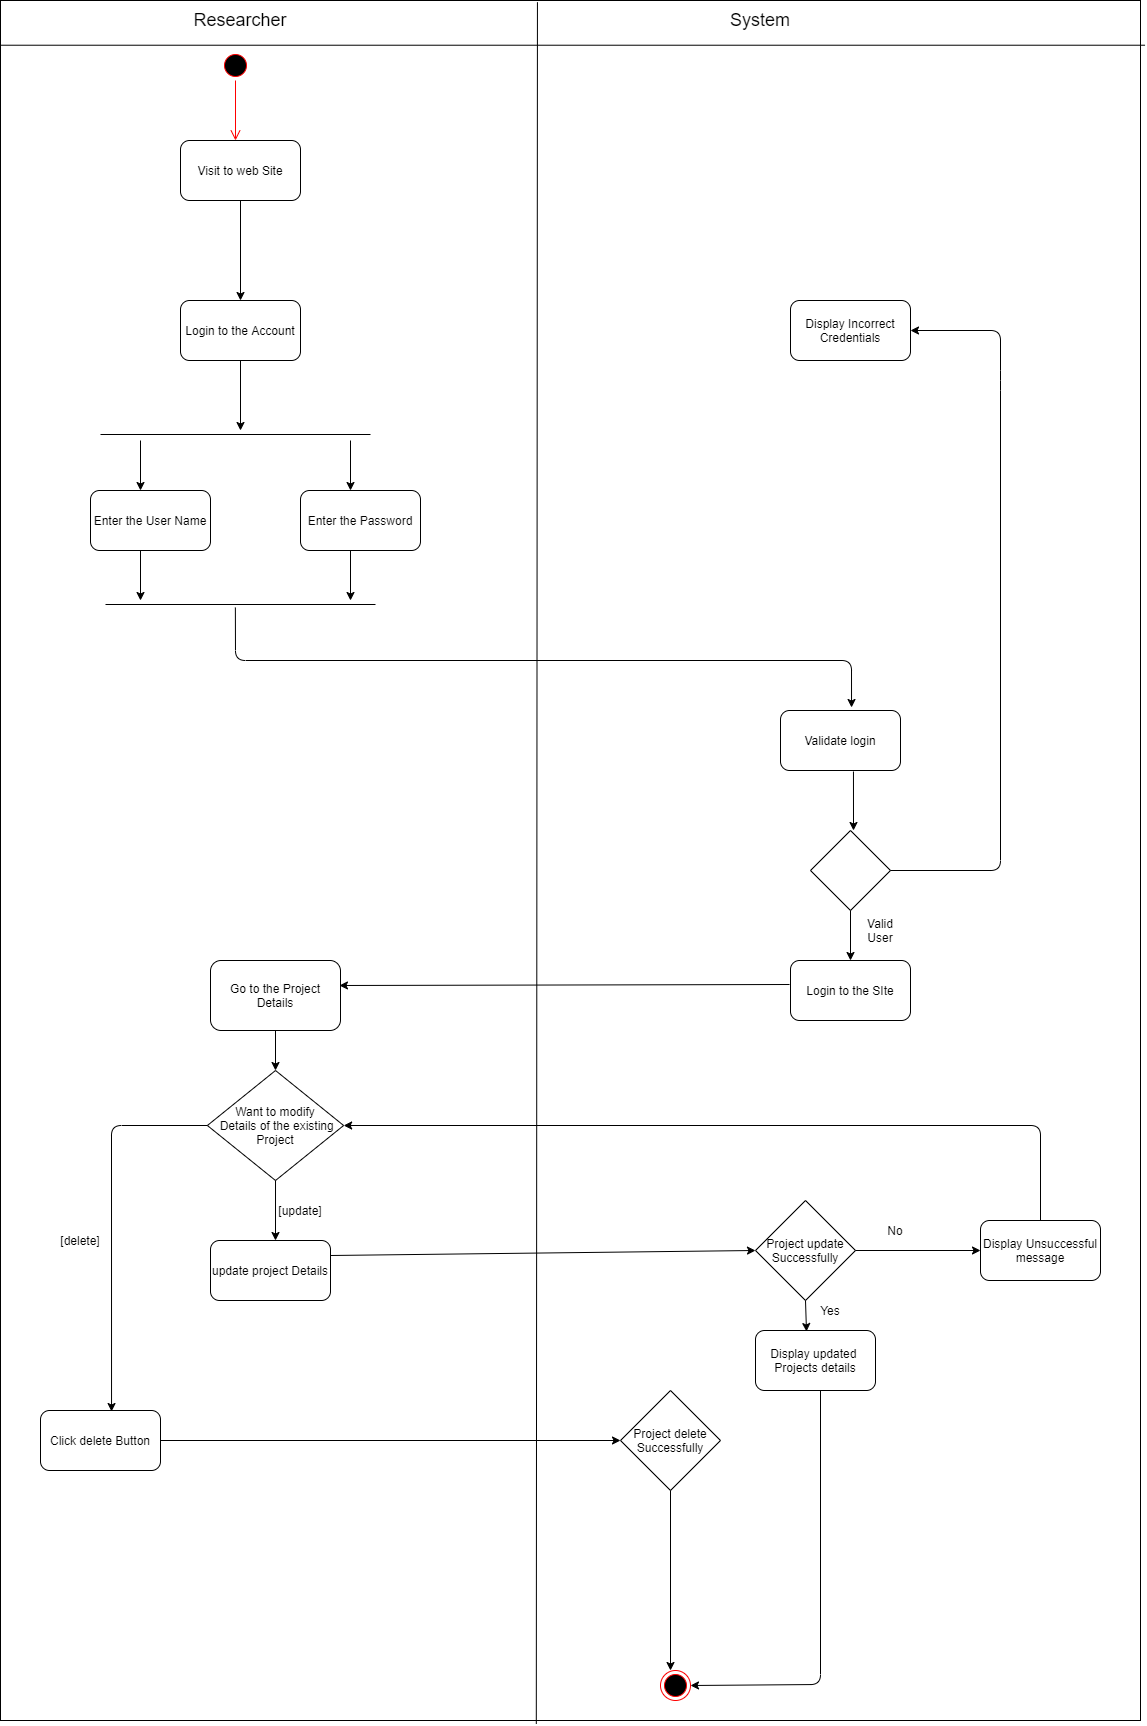 Researcher
System
Visit to web Site
Login to the Account
Display Incorrect
Credentials
Enter the User Name
Enter the Password
Validate login
Valid
User
Go to the Project
Details
Login to the SIte
Want to modify
Details of the existing
Project
[update]
[delete]
update project Details
Project update
Successfully
No
Display Unsuccessful
message
Yes
Display updated
Projects details
Click delete Button
Project delete
Successfully